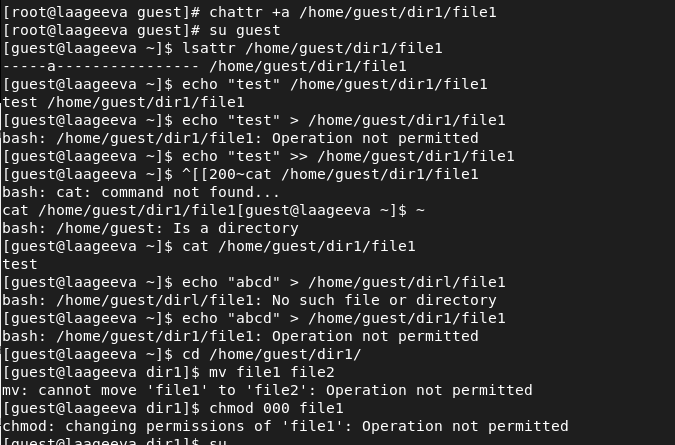 [root@laageeva guest]# chattr +a /home/guest/dir1/file1
[root@laageeva guest]# su guest
[guest@laageeva ~]$ lsattr /home/guest/dir1/file1
-----a---------------- /home/guest/dir1/file1
[guest@laageeva ~]$ echo "test" /home/guest/dir1/file1
test /home/guest/dir1/file1
[guest@laageeva ~]$ echo "test" > /home/guest/dir1/file1
bash: /home/guest/dir1/file1: Operation not permitted
[guest@laageeva ~]$ echo "test" >> /home/guest/dir1/file1
[guest@laageeva ~]$ ^[[200~cat /home/guest/dir1/file1
bash: cat: command not found...
cat /home/guest/dir1/file1[guest@laageeva ~]$ ~
bash: /home/guest: Is a directory
[guest@laageeva ~]$ cat /home/guest/dir1/file1
test
[guest@laageeva ~]$ echo "abcd" > /home/guest/dirl/file1
bash: /home/guest/dirl/file1: No such file or directory
[guest@laageeva ~]$ echo "abcd" > /home/guest/dir1/file1
bash: /home/guest/dir1/file1: Operation not permitted
[guest@laageeva ~]$ cd /home/guest/dir1/
[guest@laageeva dir1]$ mv file1 file2
mv: cannot move 'file1' to 'file2': Operation not permitted
[guest@laageeva dir1]$ chmod 000 file1
chmod: changing permissions of 'file1': Operation not permitted
[guest@laageeva dir1]$ su